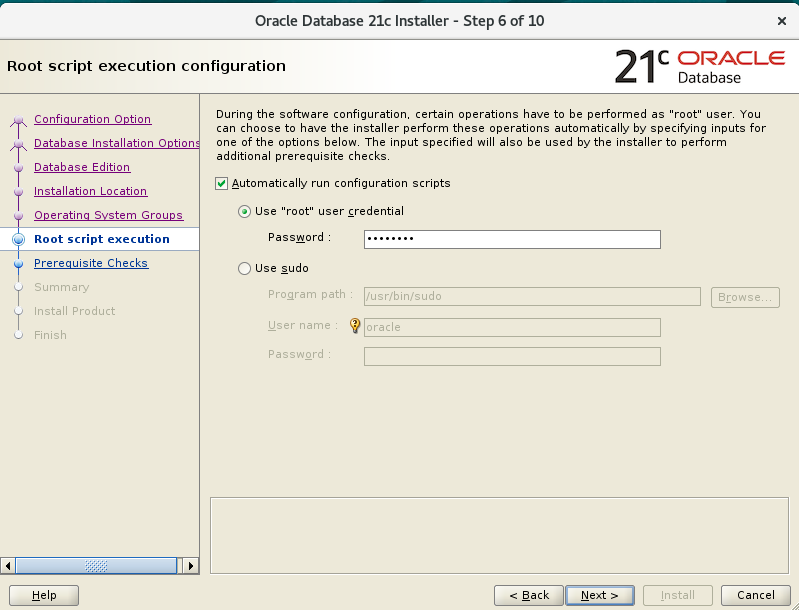 Oracle Database 21c Installer - Step 6 of 10
Root script execution configuration
21c ORACLE
Database
Configuration Option
Database Installation Options
Database Edition
Installation Location
Operating System Groups
Root script execution
Prerequisite Checks
Summary
Install Product
Finish
During the software configuration, certain operations have to be performed as "root" user. You
can choose to have the installer perform these operations automatically by specifying inputs for
one of the options below. The input specified will also be used by the installer to perform
additional prerequisite checks.
Automatically run configuration scripts
Use "root" user credential
Password : ••••••••
Use sudo
Program path : /usr/bin/sudo Browse...
User name : oracle
Password :
Help < Back Next > Install Cancel